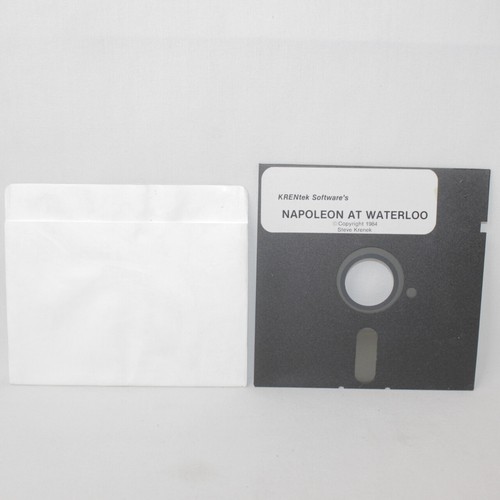 KRENtek Software's
NAPOLEON AT WATERLOO
©Copyright 1984
Steve Krenek